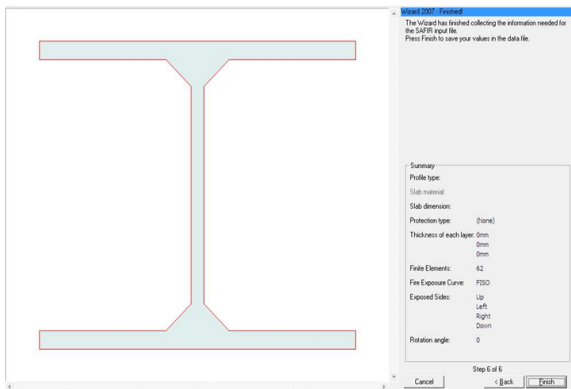 Wizard 2007 - Finished!
The Wizard has finished collecting the information needed for
the SAFIR input file.
Press Finish to save your values in the data file.
Summary
Profile type:
Slab material:
Slab dimension:
Protection type: (None)
Thickness of each layer: 0mm
0mm
0mm
Finite Elements: 62
Fire Exposure Curve: FISO
Exposed Sides: Up
Left
Right
Down
Rotation angle: 0
Step 6 of 6
Cancel < Back Finish